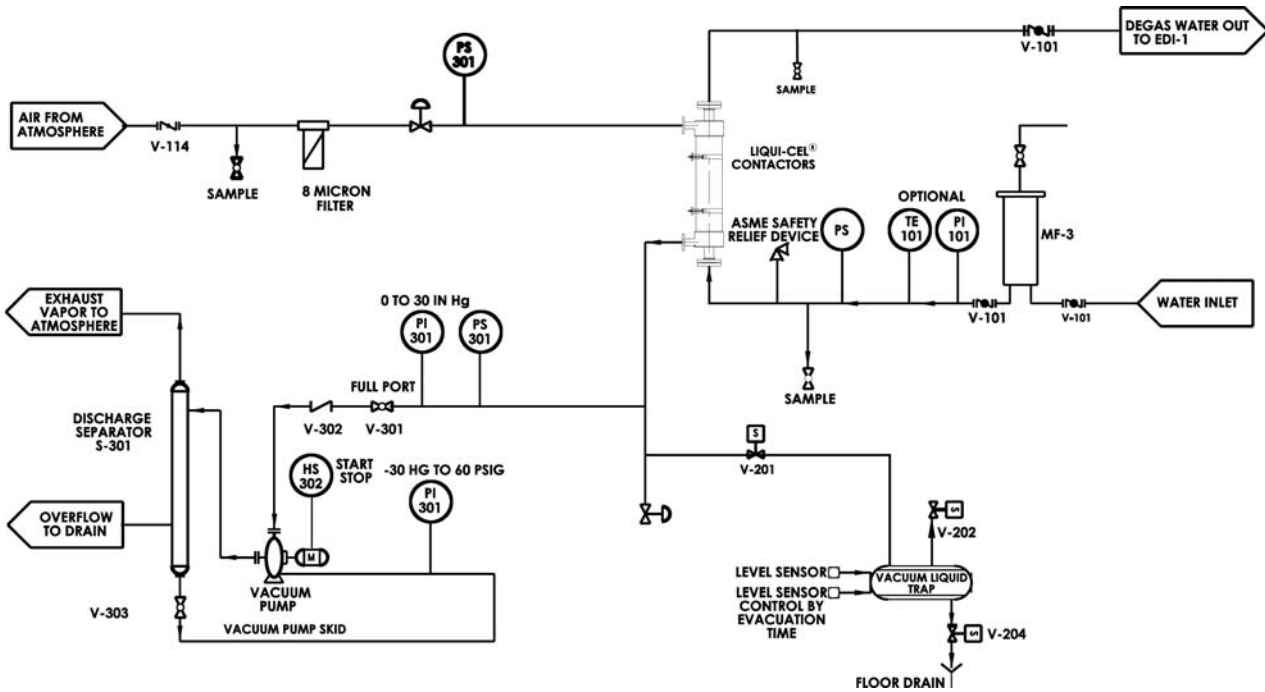 DEGAS WATER OUT
TO EDI-1
V-101
SAMPLE
PS
301
AIR FROM
ATMOSPHERE
V-114
SAMPLE
8 MICRON
FILTER
LIQUI-CEL®
CONTACTORS
OPTIONAL
ASME SAFETY
RELIEF DEVICE
PS
TE
101
PI
101
MF-3
WATER INLET
V-101
V-101
SAMPLE
EXHAUST
VAPOR TO
ATMOSPHERE
0 TO 30 IN Hg
PI
301
PS
301
FULL PORT
V-302
V-301
DISCHARGE
SEPARATOR
S-301
HS
302
START
STOP
-30 HG TO 60 PSIG
PI
301
S
V-201
OVERFLOW
TO DRAIN
M
VACUUM
PUMP
V-303
VACUUM PUMP SKID
S
V-202
LEVEL SENSOR
LEVEL SENSOR
CONTROL BY
EVACUATION
TIME
VACUUM LIQUID
TRAP
S
V-204
FLOOR DRAIN